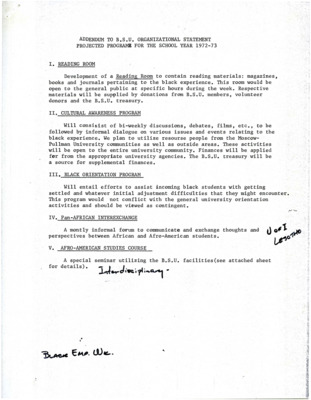 ADDENDUM TO B.S.U. ORGANIZATIONAL STATEMENT
PROJECTED PROGRAMS FOR THE SCHOOL YEAR 1972-73
I. READING ROOM
Development of a Reading Room to contain reading materials: magazines,
books and journals pertaining to the black experience. This room would be
open to the general public at specific hours during the week. Respective
materials will be supplied by donations from B.S.U. members, volunteer
donors and the B.S.U. treasury.
II. CULTURAL AWARENESS PROGRAM
Will consist of bi-weekly discussions, debates, films, etc., to be
followed by informal dialogue on various issues and events relating to the
black experience. We plan to utilize resource people from the Moscow-
Pullman University communities as well as outside areas. These activities
will be open to the entire university community. Finances will be applied
for from the appropriate university agencies. The B.S.U. treasury will be
a source for supplemental finances.
III. BLACK ORIENTATION PROGRAM
Will entail efforts to assist incoming black students with getting
settled and whatever initial adjustment difficulties that they might encounter.
This program would not conflict with the general university orientation
activities and should be viewed as contingent.
IV. Pan-AFRICAN INTEREXCHANGE
A mostly informal forum to communicate and exchange thoughts and
perspectives between African and Afro-American students.
U of I
LESOTHO
V. AFRO-AMERICAN STUDIES COURSE
A special seminar utilizing the B.S.U. facilities(see attached sheet
for details).
Interdisciplinary-
BLACK Emp. Wk.